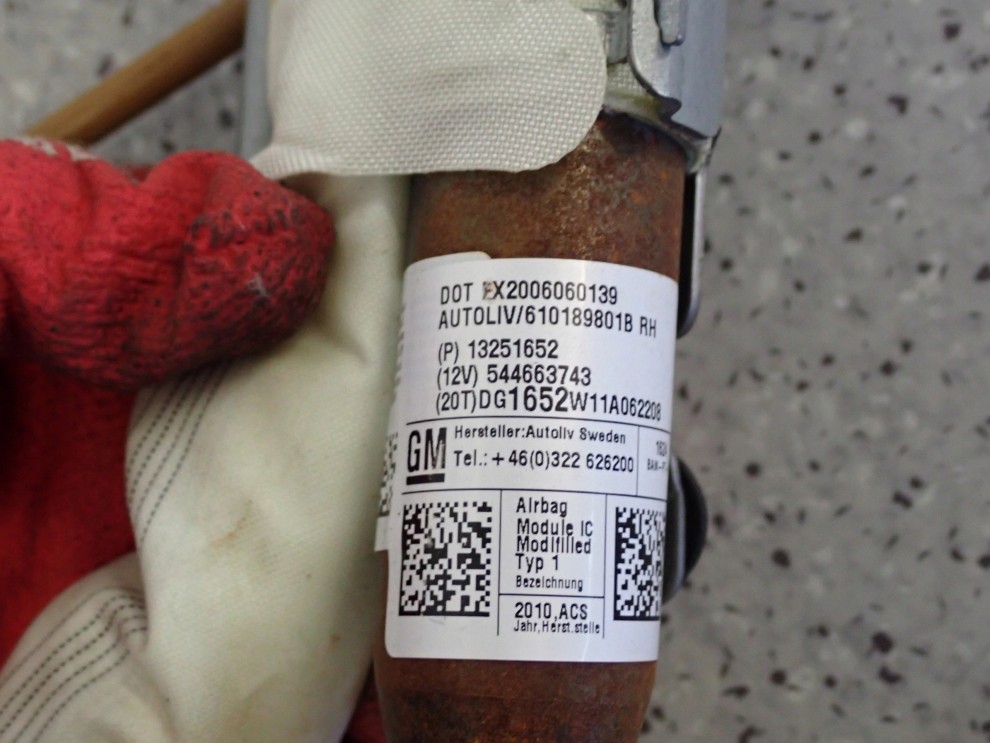 DOT EX2006060139
AUTOLIV/610189801B RH
(P) 13251652
(12V) 544663743
(20T)DG1652W11A062208
GM
Hersteller:Autoliv Sweden
Tel.: +46(0)322 626200
Airbag
Module IC
Modifilled
Typ 1
Bezeichnung
2010,ACS
Jahr,Herst.stelle